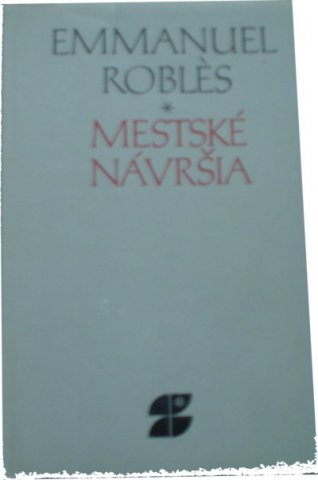 EMMANUEL
ROBLÈS
*
MESTSKÉ
NÁVRŠIA